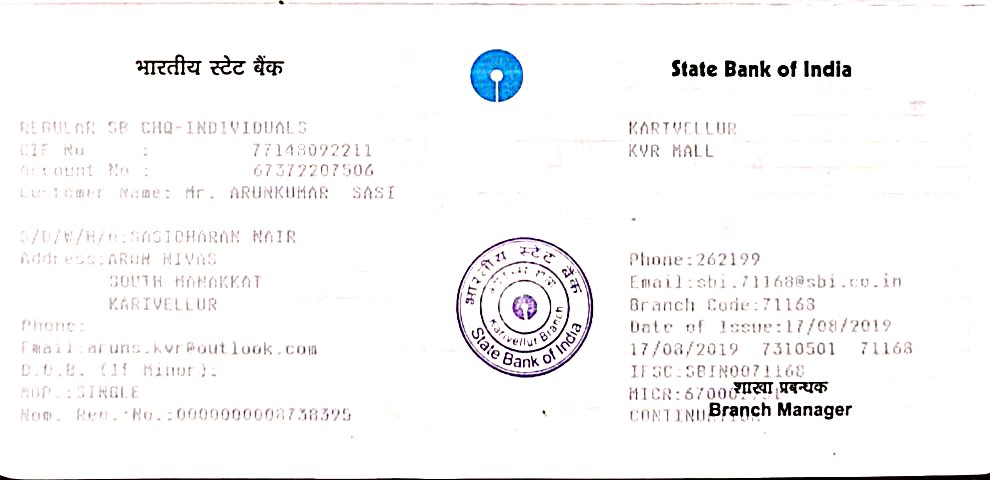 भारतीय स्टेट बैंक
State Bank of India
REGULAR SB CHQ-INDIVIDUALS
CIF No : 77148092211
Account No : 67372207506
Customer Name: Mr. ARUNKUMAR SASI
S/D/W/H/o:SASIDHARAN NAIR
Address:ARUN NIVAS
SOUTH MANAKKAT
KARIVELLUR
Phone:
Email:aruns.kvr@outlook.com
D.O.B. (If Minor):
MOP.:SINGLE
Nom. Reg. No.:0000000008738395
भारतीय स्टेट बैंक
Karivellur Branch
State Bank of India
KARIVELLUR
KVR MALL
Phone:262199
Email:sbi.71168@sbi.co.in
Branch Code:71168
Date of Issue:17/08/2019
17/08/2019 7310501 71168
IFSC:SBIN0071168
MICR:
शाखा प्रबन्धक
CONTINUATION
Branch Manager